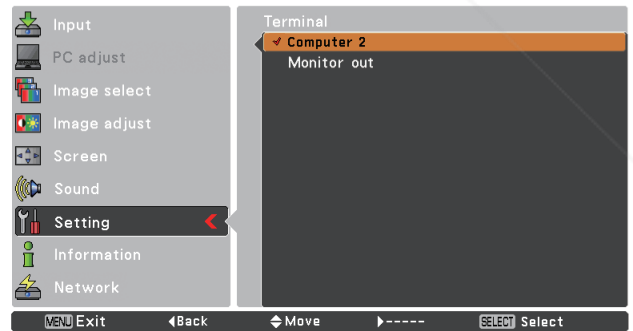 Input
PC adjust
Image select
Image adjust
Screen
Sound
Setting
Information
Network
Terminal
✔ Computer 2
Monitor out
MENU Exit ◀Back Move ▶----- SELECT Select